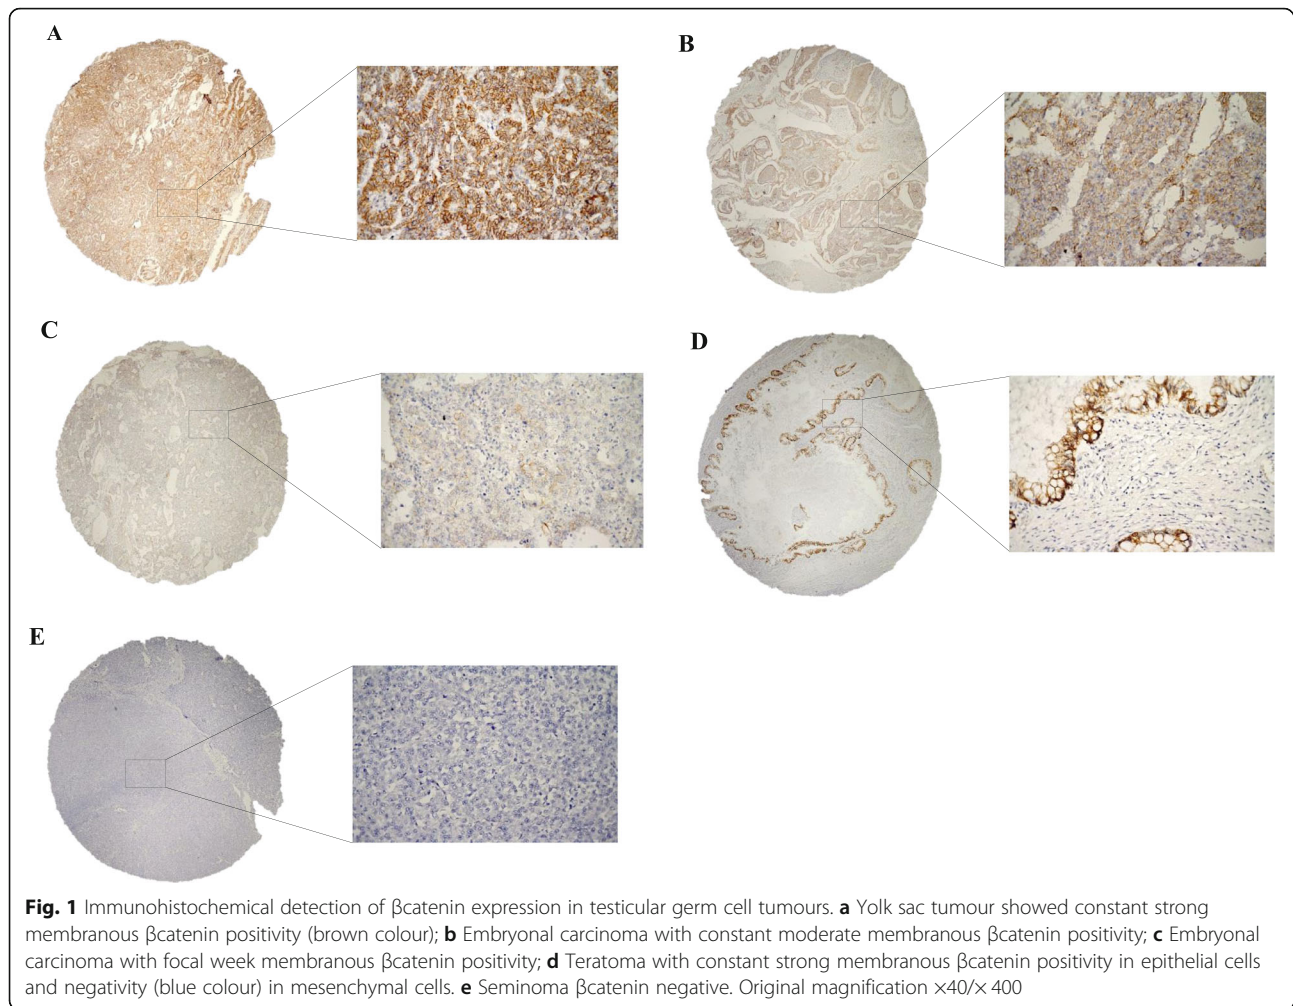 A
B
C
D
E
Fig. 1 Immunohistochemical detection of βcatenin expression in testicular germ cell tumours. a Yolk sac tumour showed constant strong
membranous βcatenin positivity (brown colour); b Embryonal carcinoma with constant moderate membranous βcatenin positivity; c Embryonal
carcinoma with focal week membranous βcatenin positivity; d Teratoma with constant strong membranous βcatenin positivity in epithelial cells
and negativity (blue colour) in mesenchymal cells. e Seminoma βcatenin negative. Original magnification ×40/× 400